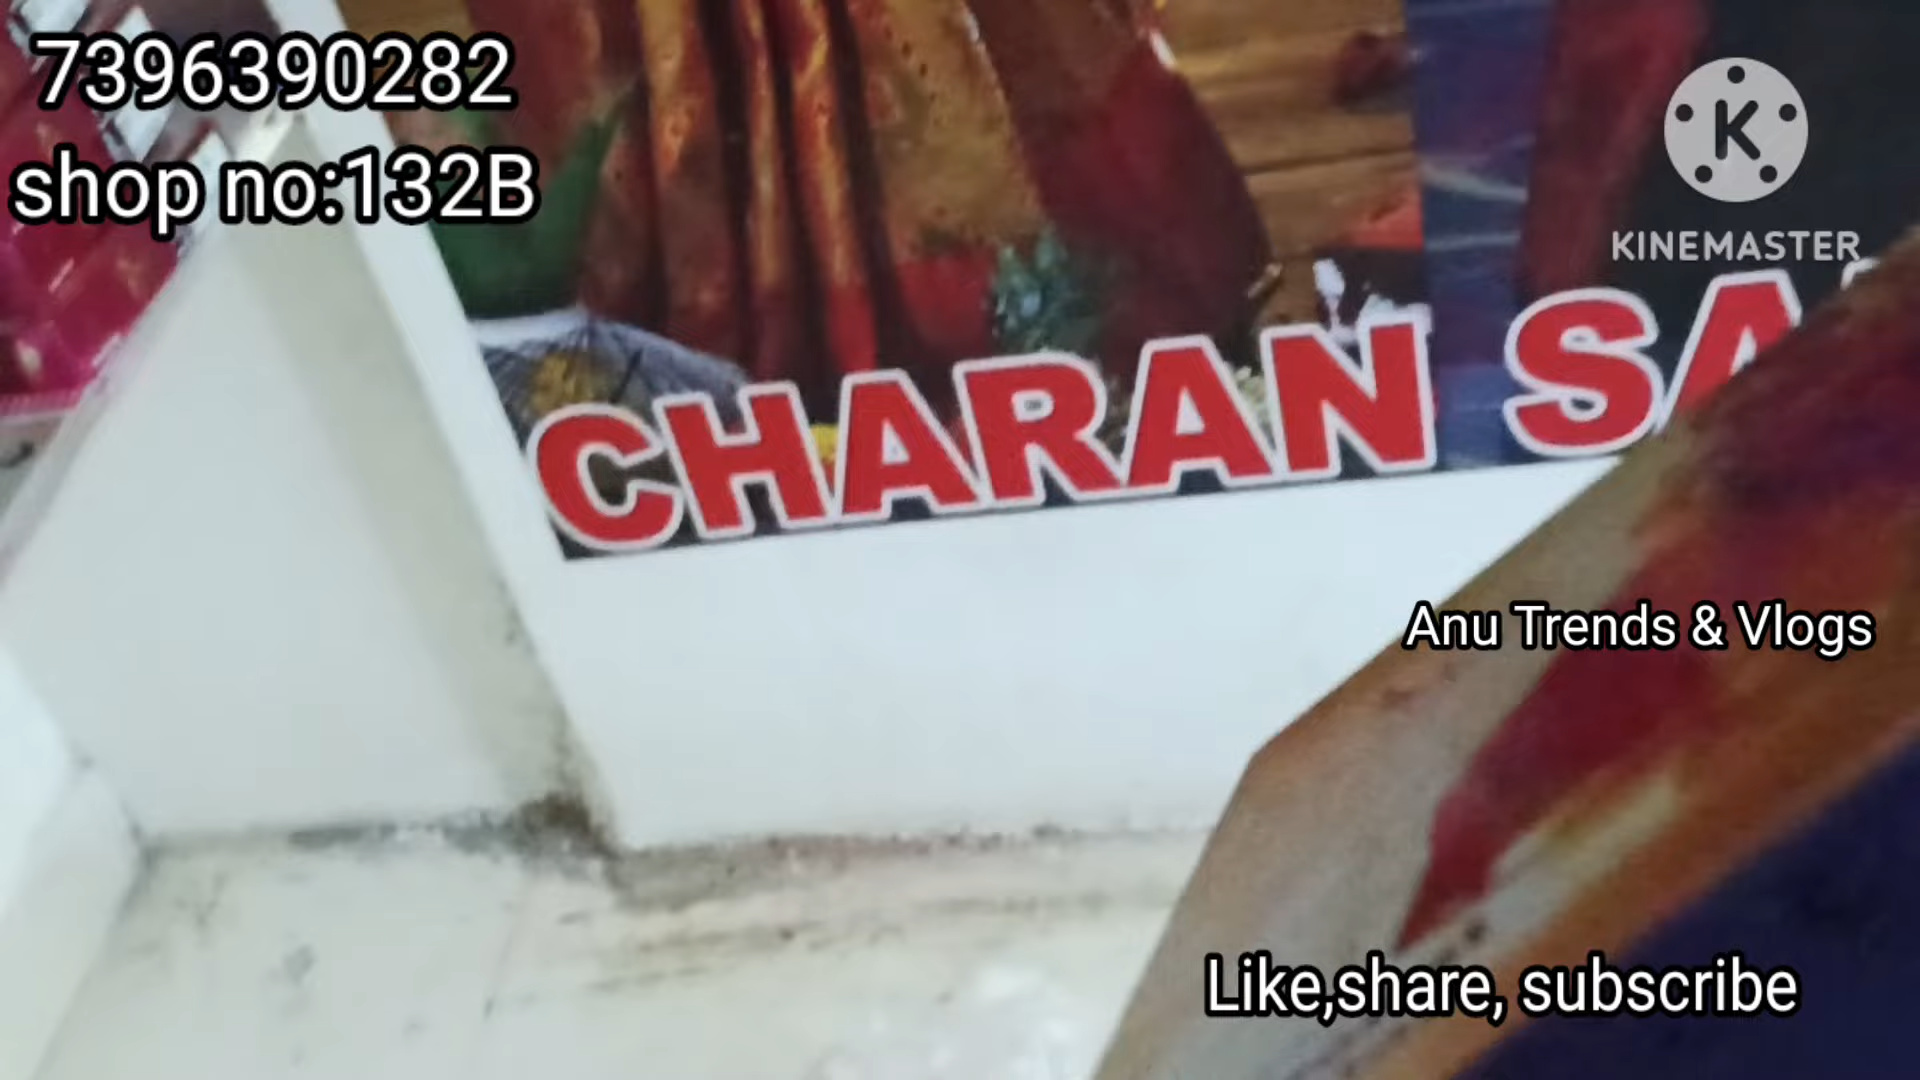 7396390282
shop no:132B
KINEMASTER
CHARAN
Anu Trends & Vlogs
Like,share, subscribe